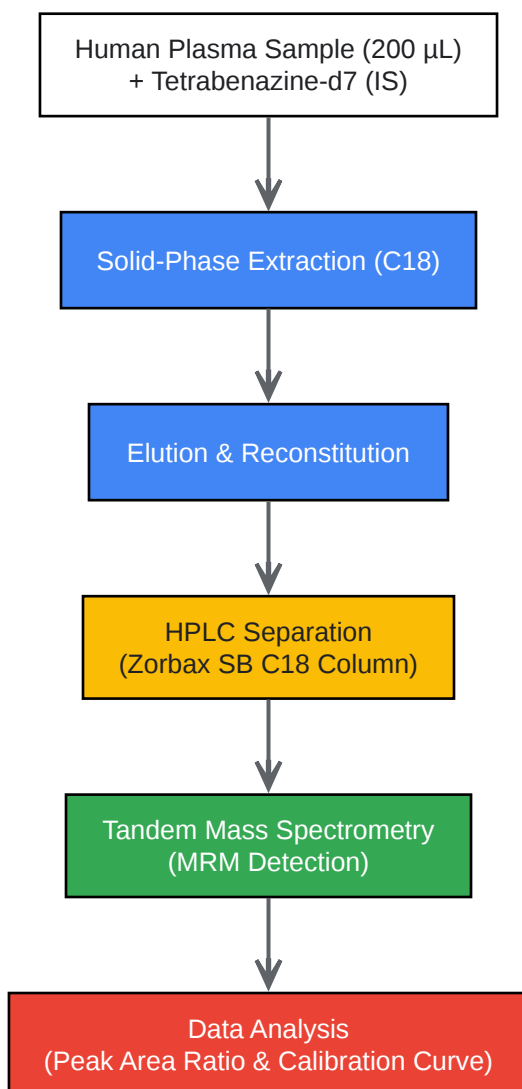 Human Plasma Sample (200 µL)
+ Tetrabenazine-d7 (IS)
Solid-Phase Extraction (C18)
Elution & Reconstitution
HPLC Separation
(Zorbax SB C18 Column)
Tandem Mass Spectrometry
(MRM Detection)
Data Analysis
(Peak Area Ratio & Calibration Curve)